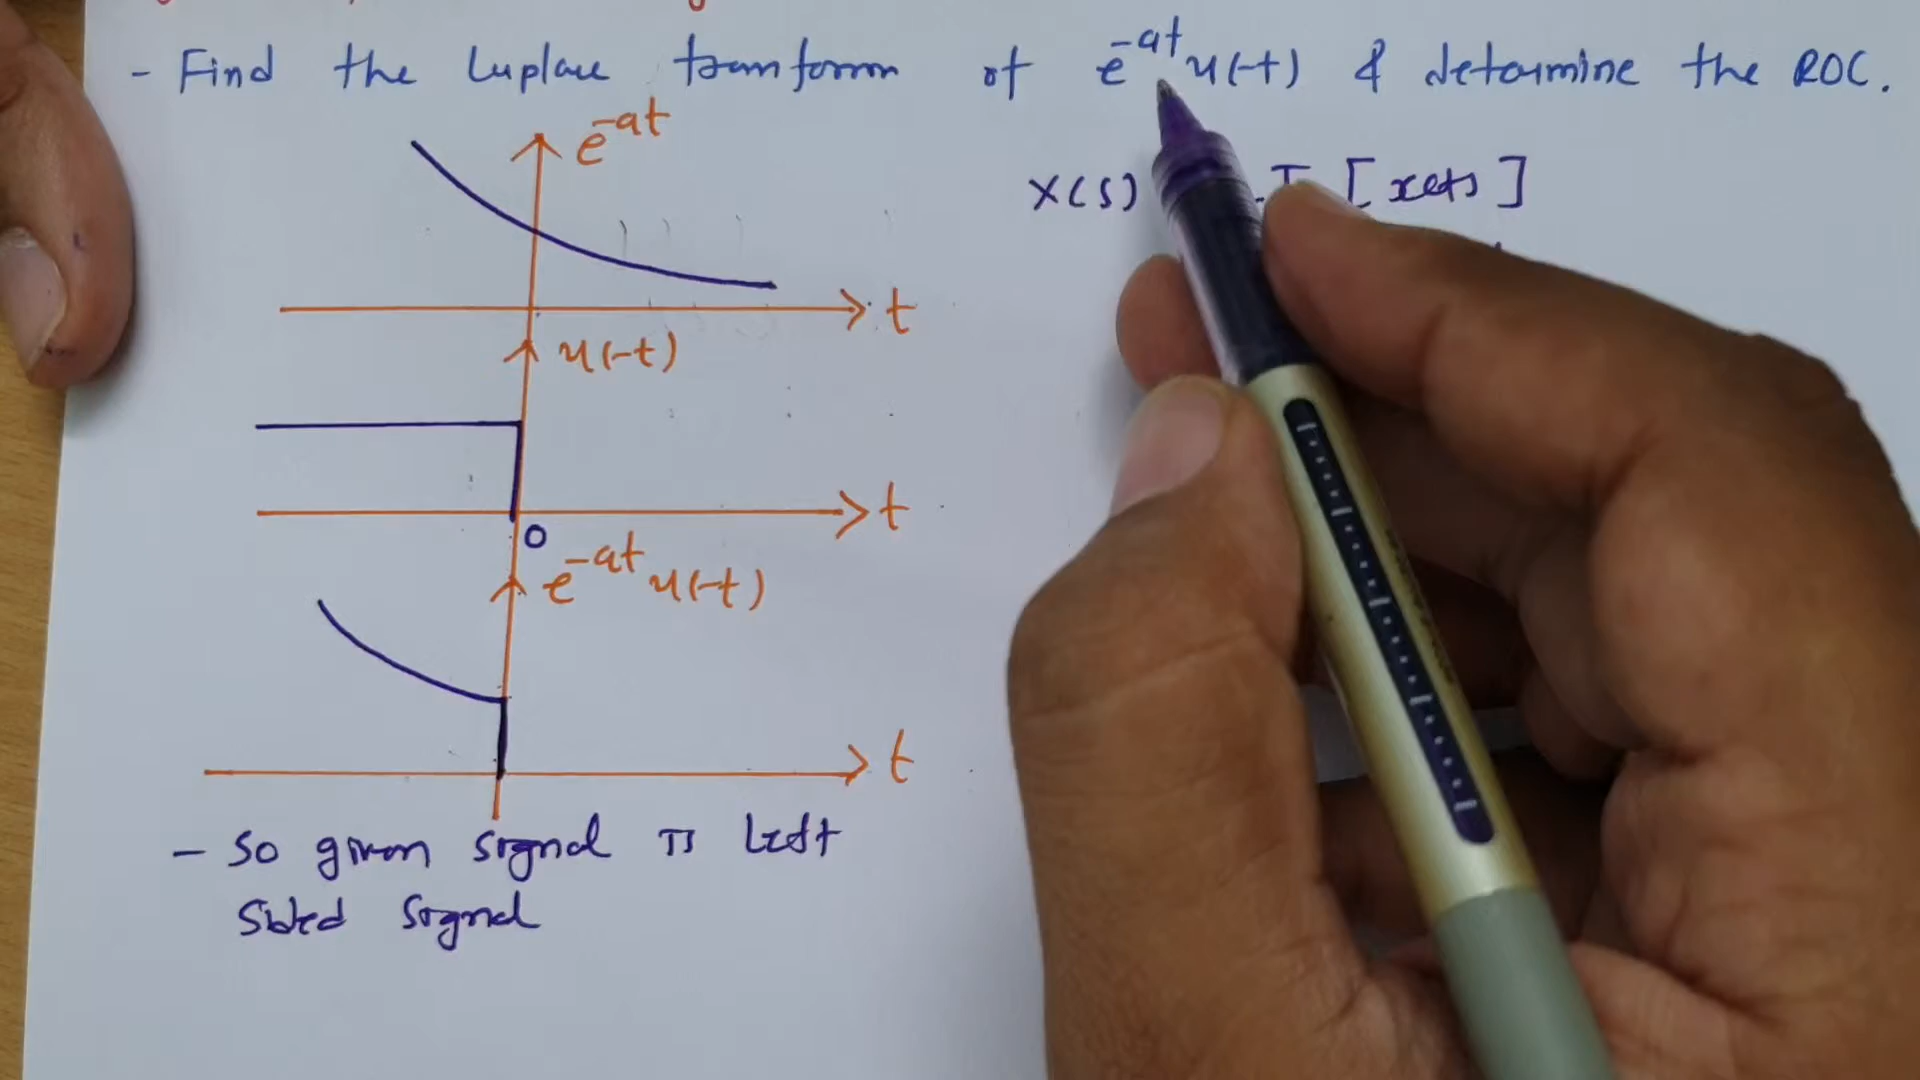 - Find the Laplace transform of e^-at u(-t) & determine the ROC.
e^-at
X(s) L.T [x(t)]
t
u(-t)
t
0
e^-at u(-t)
t
- So given signal is left
sided signal